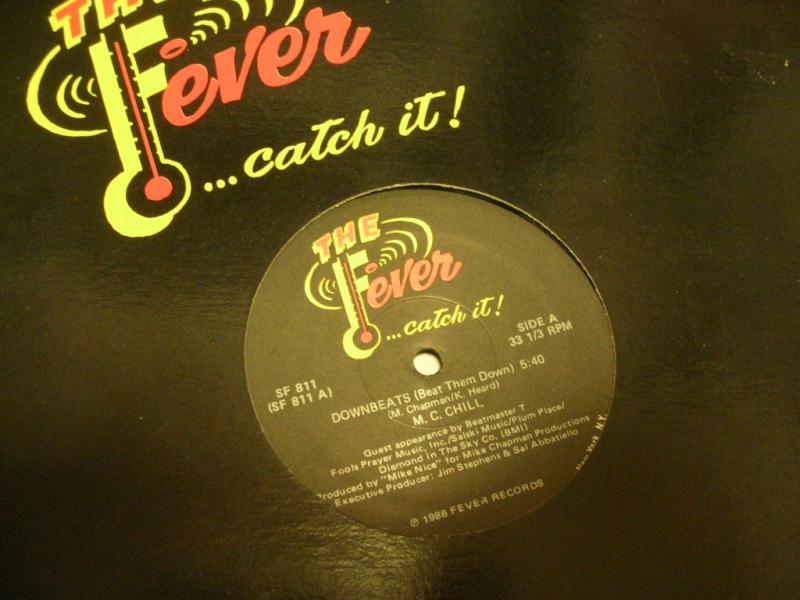 THE
Fever
...catch it!
THE
Fever
...catch it!
SIDE A
33 1/3 RPM
SF 811
(SF 811 A)
DOWNBEATS (Beat Them Down) 5:40
(M. Chapman/K. Heard)
M. C. CHILL
Guest appearance by Beatmaster T
Fools Prayer Music, Inc./Salski Music/Plum Place/
Diamond In The Sky Co. (BMI)
Produced by "Mike Nice" for Mike Chapman Productions
Executive Producer: Jim Stephens & Sal Abbatiello
New York, N.Y.
℗ 1986 FEVER RECORDS